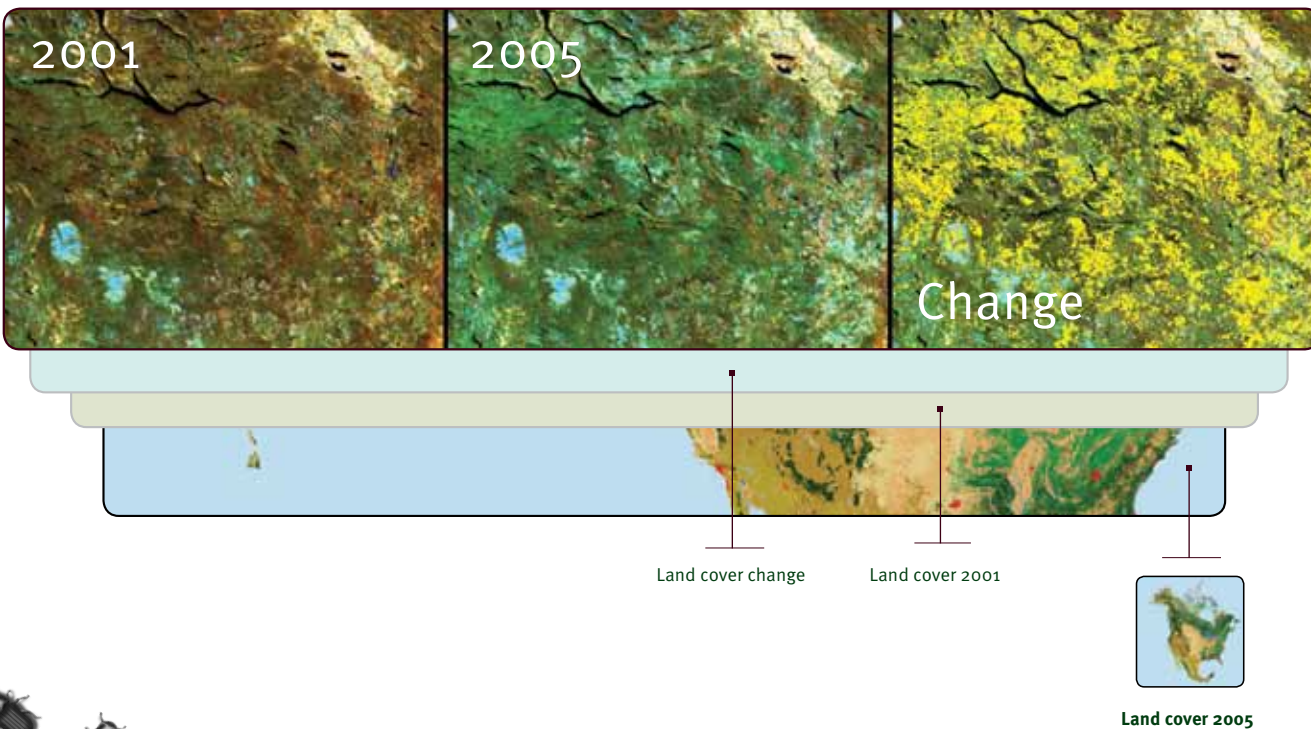 2001
2005
Change
Land cover change
Land cover 2001
Land cover 2005